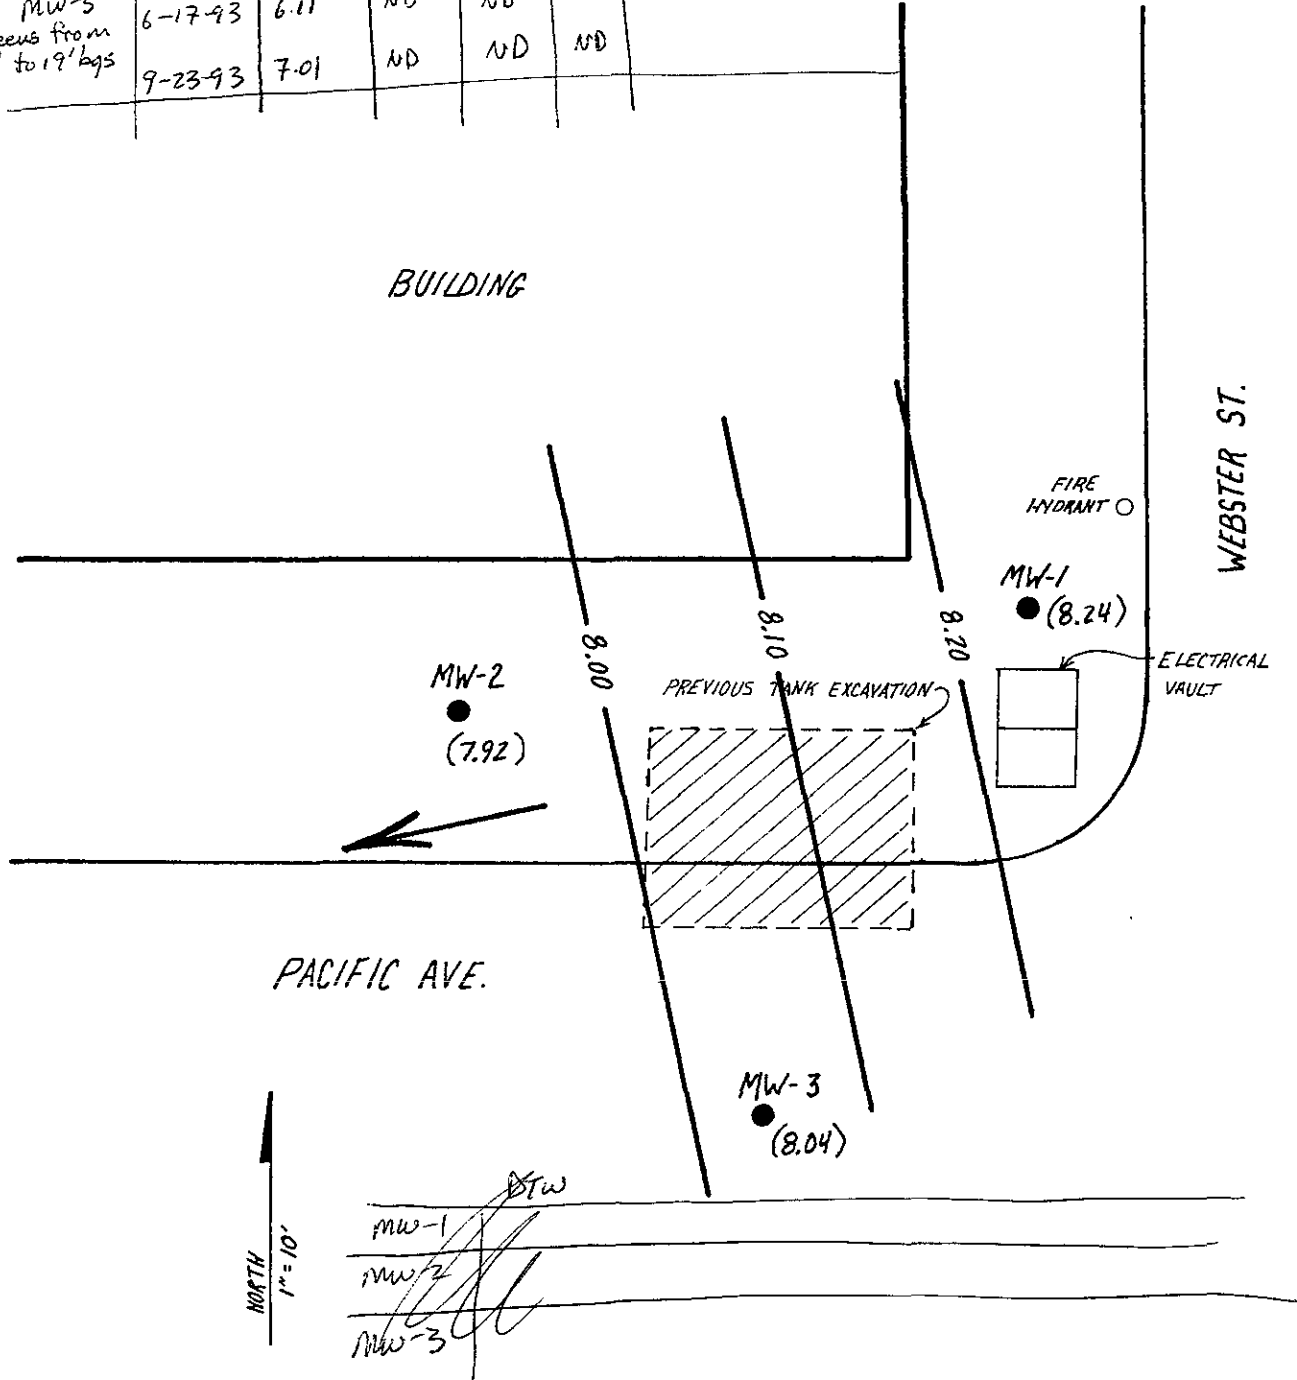 MW-3 6-17-93 6.11 ND ND
from
to 19' bgs
9-23-93 7.01 ND ND ND
BUILDING
WEBSTER ST.
FIRE
HYDRANT
MW-1
(8.24)
8.00
8.10
8.20
ELECTRICAL
VAULT
MW-2
(7.92)
PREVIOUS TANK EXCAVATION
PACIFIC AVE.
MW-3
(8.04)
DTW
MW-1
MW-2
MW-3
NORTH
1"=10'